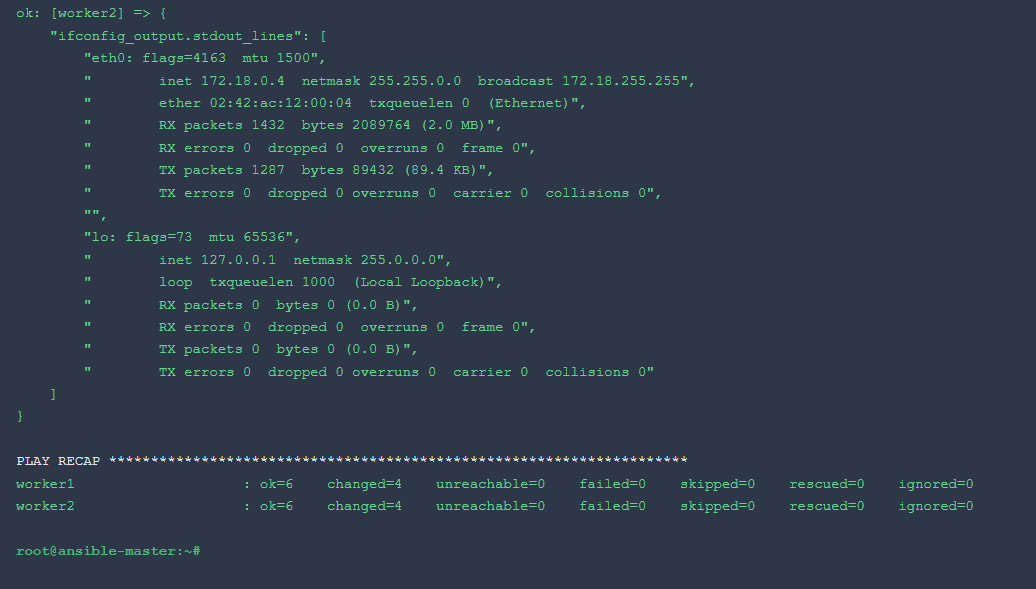 ok: [worker2] => {
    "ifconfig_output.stdout_lines": [
        "eth0: flags=4163  mtu 1500",
        "        inet 172.18.0.4  netmask 255.255.0.0  broadcast 172.18.255.255",
        "        ether 02:42:ac:12:00:04  txqueuelen 0  (Ethernet)",
        "        RX packets 1432  bytes 2089764 (2.0 MB)",
        "        RX errors 0  dropped 0  overruns 0  frame 0",
        "        TX packets 1287  bytes 89432 (89.4 KB)",
        "        TX errors 0  dropped 0 overruns 0  carrier 0  collisions 0",
        "",
        "lo: flags=73  mtu 65536",
        "        inet 127.0.0.1  netmask 255.0.0.0",
        "        loop  txqueuelen 1000  (Local Loopback)",
        "        RX packets 0  bytes 0 (0.0 B)",
        "        RX errors 0  dropped 0  overruns 0  frame 0",
        "        TX packets 0  bytes 0 (0.0 B)",
        "        TX errors 0  dropped 0 overruns 0  carrier 0  collisions 0"
    ]
}
PLAY RECAP *********************************************************************
worker1                    : ok=6    changed=4    unreachable=0    failed=0    skipped=0    rescued=0    ignored=0
worker2                    : ok=6    changed=4    unreachable=0    failed=0    skipped=0    rescued=0    ignored=0
root@ansible-master:~#